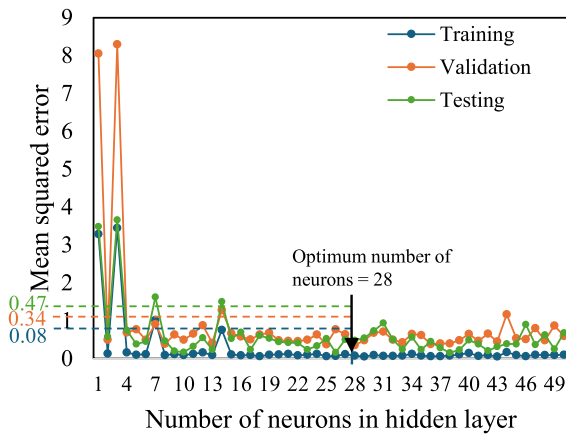 9
8
7
6
5
4
3
2
1
0
Mean squared error
Training
Validation
Testing
Optimum number of
neurons = 28
0.47
0.34
0.08
1 4 7 10 13 16 19 22 25 28 31 34 37 40 43 46 49
Number of neurons in hidden layer